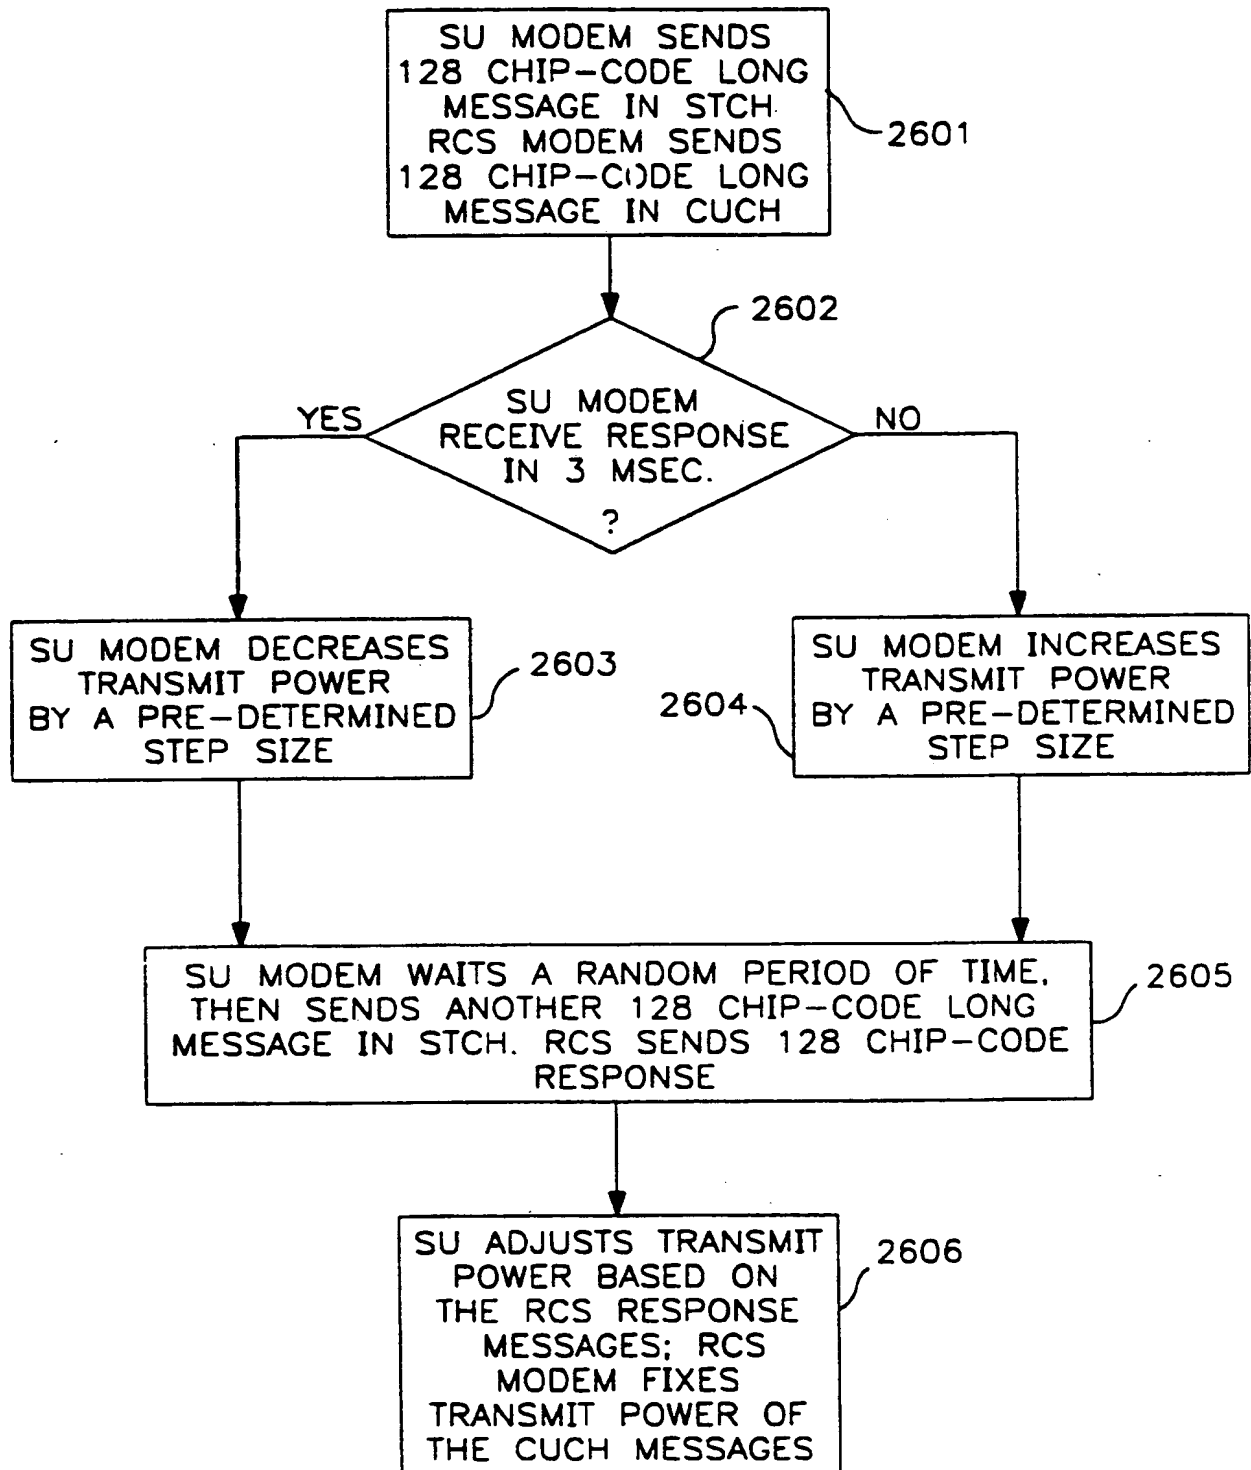 SU MODEM SENDS
128 CHIP-CODE LONG
MESSAGE IN STCH
RCS MODEM SENDS
128 CHIP-CODE LONG
MESSAGE IN CUCH
2601
2602
SU MODEM
RECEIVE RESPONSE
IN 3 MSEC.
?
YES
NO
SU MODEM DECREASES
TRANSMIT POWER
BY A PRE-DETERMINED
STEP SIZE
2603
SU MODEM INCREASES
TRANSMIT POWER
BY A PRE-DETERMINED
STEP SIZE
2604
SU MODEM WAITS A RANDOM PERIOD OF TIME,
THEN SENDS ANOTHER 128 CHIP-CODE LONG
MESSAGE IN STCH. RCS SENDS 128 CHIP-CODE
RESPONSE
2605
SU ADJUSTS TRANSMIT
POWER BASED ON
THE RCS RESPONSE
MESSAGES; RCS
MODEM FIXES
TRANSMIT POWER OF
THE CUCH MESSAGES
2606